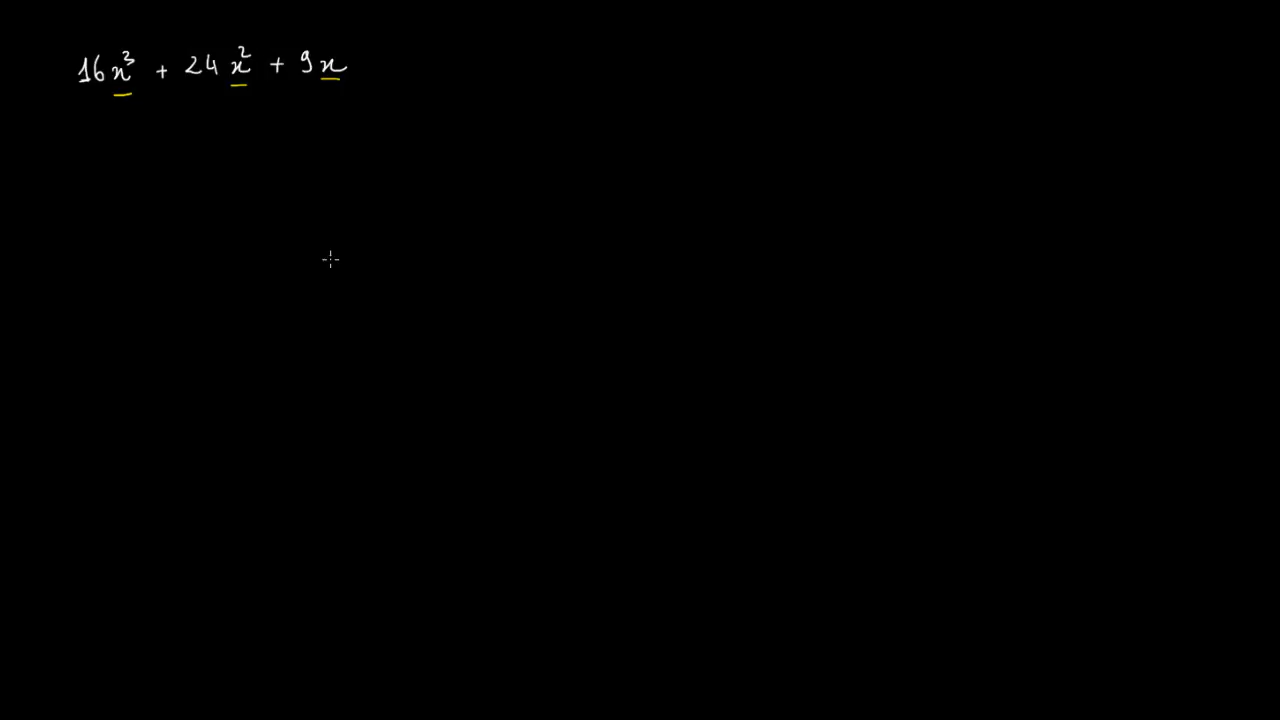 16x³ + 24x² + 9x